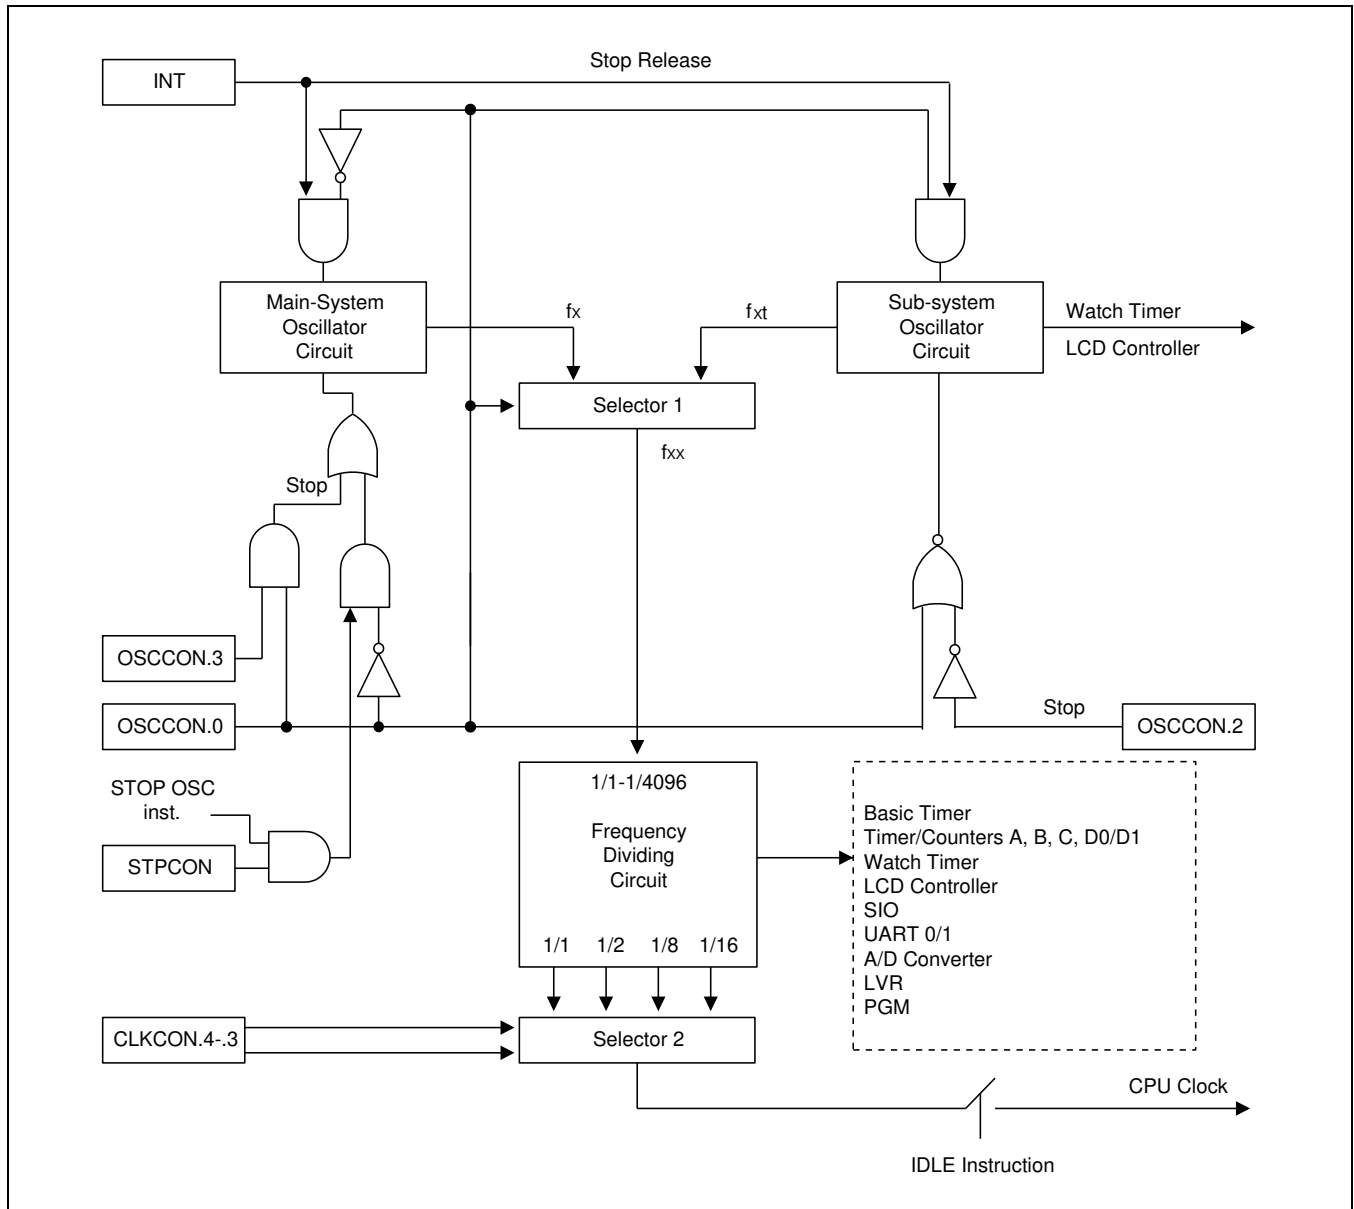 Stop Release
INT
Main-System
Oscillator
Circuit
fx
fxt
Sub-system
Oscillator
Circuit
Watch Timer
LCD Controller
Selector 1
fxx
Stop
OSCCON.3
OSCCON.0
Stop
OSCCON.2
STOP OSC
inst.
STPCON
1/1-1/4096
Frequency
Dividing
Circuit
1/1 1/2 1/8 1/16
Basic Timer
Timer/Counters A, B, C, D0/D1
Watch Timer
LCD Controller
SIO
UART 0/1
A/D Converter
LVR
PGM
CLKCON.4-.3
Selector 2
CPU Clock
IDLE Instruction